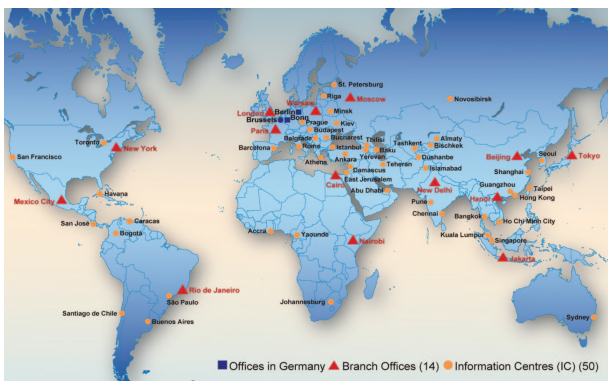 St. Petersburg
Riga
Moscow
Novosibirsk
Warsaw
London
Berlin
Minsk
Brussels
Bonn
Prague
Kiev
Paris
Budapest
Toronto
New York
Belgrade
Bucharest
Tbilisi
Tashkent
Almaty
Bischkek
San Francisco
Barcelona
Rome
Istanbul
Baku
Yerevan
Dushanbe
Beijing
Seoul
Tokyo
Athens
Ankara
Teheran
Islamabad
Damascus
Shanghai
East Jerusalem
Cairo
Abu Dhabi
New Delhi
Guangzhou
Taipei
Havana
Mexico City
Hanoi
Hong Kong
Pune
San José
Caracas
Chennai
Bangkok
Ho Chi Minh City
Bogotá
Accra
Yaounde
Kuala Lumpur
Singapore
Nairobi
Jakarta
Rio de Janeiro
São Paulo
Johannesburg
Santiago de Chile
Buenos Aires
Sydney
Offices in Germany Branch Offices (14) Information Centres (IC) (50)